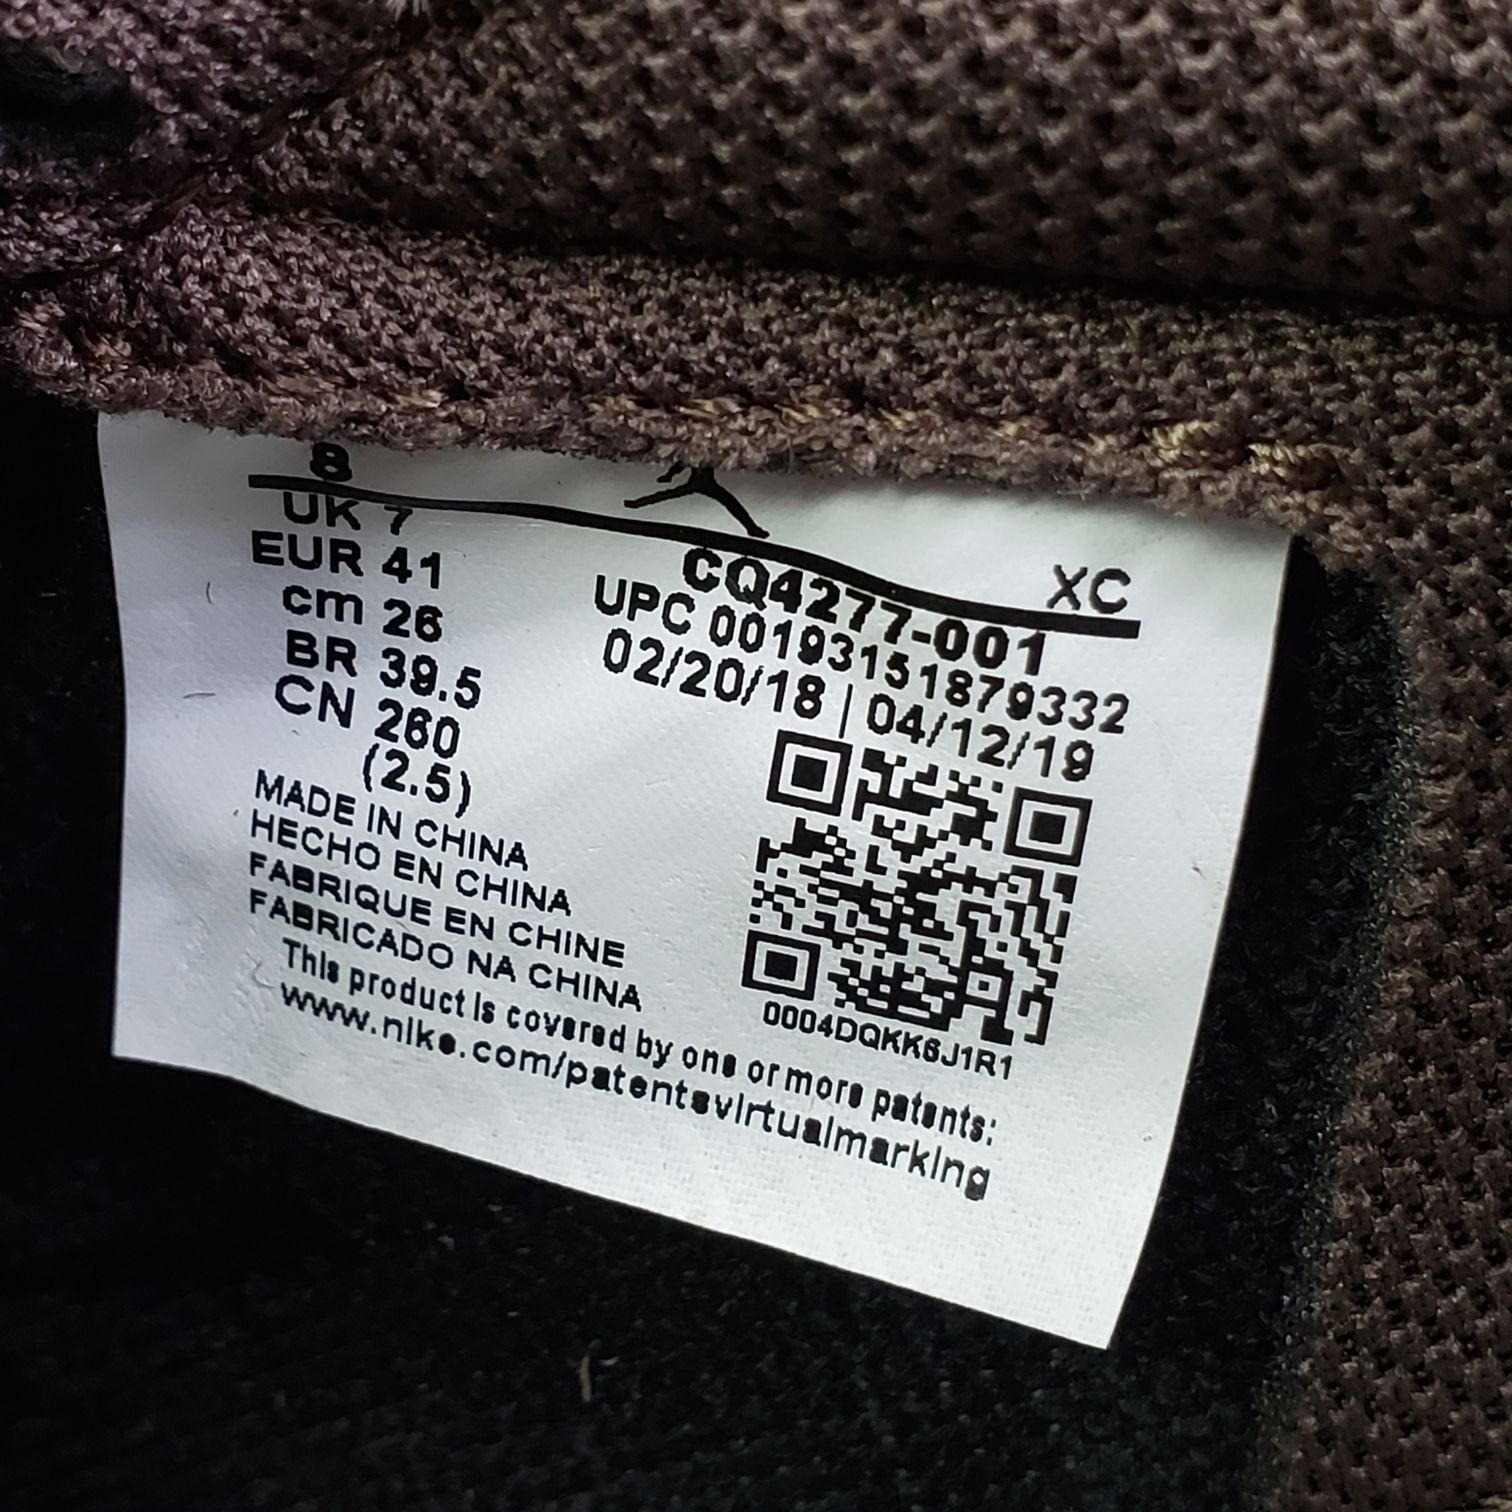 8
XC
UK 7
EUR 41
cm 26
BR 39.5
CN 260
(2.5)
CQ4277-001
UPC 00193151879332
02/20/18 | 04/12/19
MADE IN CHINA
HECHO EN CHINA
FABRIQUE EN CHINE
FABRICADO NA CHINA
0004DQKK6J1R1
This product is covered by one or more patents:
www.nike.com/patentsvirtualmarking